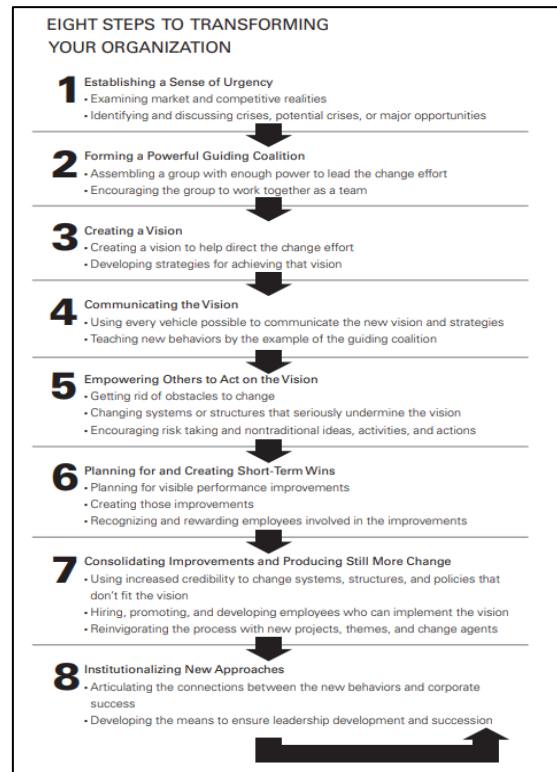 EIGHT STEPS TO TRANSFORMING
YOUR ORGANIZATION
1 Establishing a Sense of Urgency
• Examining market and competitive realities
• Identifying and discussing crises, potential crises, or major opportunities
2 Forming a Powerful Guiding Coalition
• Assembling a group with enough power to lead the change effort
• Encouraging the group to work together as a team
3 Creating a Vision
• Creating a vision to help direct the change effort
• Developing strategies for achieving that vision
4 Communicating the Vision
• Using every vehicle possible to communicate the new vision and strategies
• Teaching new behaviors by the example of the guiding coalition
5 Empowering Others to Act on the Vision
• Getting rid of obstacles to change
• Changing systems or structures that seriously undermine the vision
• Encouraging risk taking and nontraditional ideas, activities, and actions
6 Planning for and Creating Short-Term Wins
• Planning for visible performance improvements
• Creating those improvements
• Recognizing and rewarding employees involved in the improvements
7 Consolidating Improvements and Producing Still More Change
• Using increased credibility to change systems, structures, and policies that
don't fit the vision
• Hiring, promoting, and developing employees who can implement the vision
• Reinvigorating the process with new projects, themes, and change agents
8 Institutionalizing New Approaches
• Articulating the connections between the new behaviors and corporate
success
• Developing the means to ensure leadership development and succession